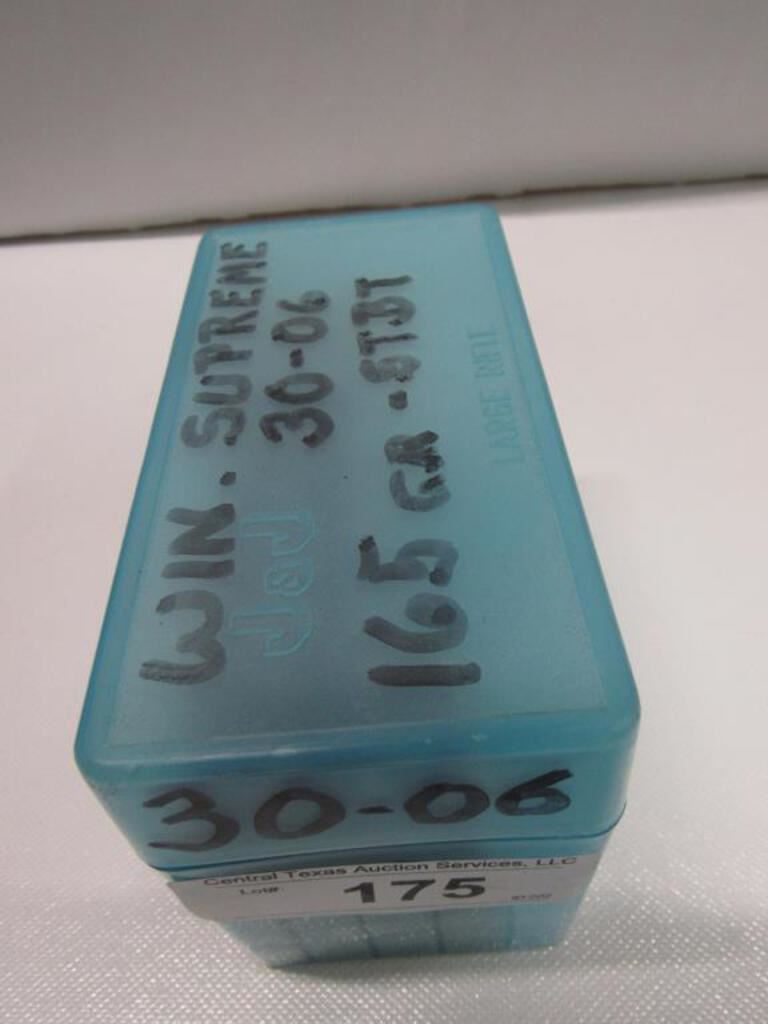 WIN. SUPREME
30-06
J&J
165 GR - STBT
LARGE RIFLE
30-06
Central Texas Auction Services, LLC
Lot#:
175